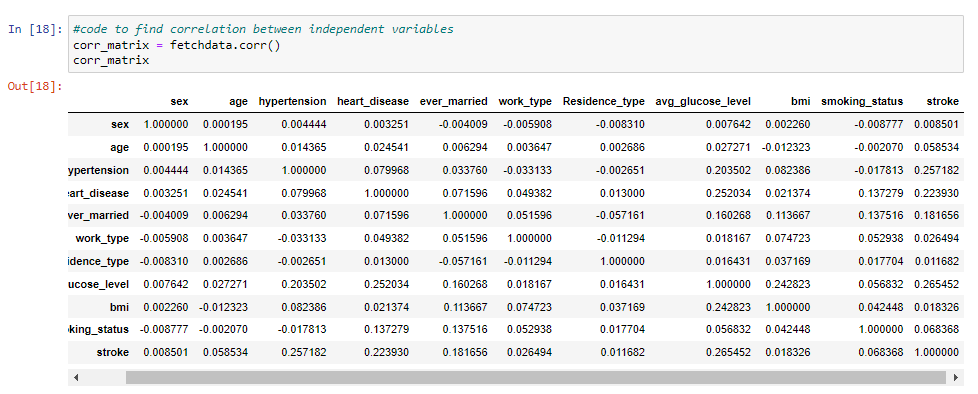 In [18]: #code to find correlation between independent variables
corr_matrix = fetchdata.corr()
corr_matrix
Out[18]:
sex age hypertension heart_disease ever_married work_type Residence_type avg_glucose_level bmi smoking_status stroke
sex 1.000000 0.000195 0.004444 0.003251 -0.004009 -0.005908 -0.008310 0.007642 0.002260 -0.008777 0.008501
age 0.000195 1.000000 0.014365 0.024541 0.006294 0.003647 0.002686 0.027271 -0.012323 -0.002070 0.058534
ypertension 0.004444 0.014365 1.000000 0.079968 0.033760 -0.033133 -0.002651 0.203502 0.082386 -0.017813 0.257182
eart_disease 0.003251 0.024541 0.079968 1.000000 0.071596 0.049382 0.013000 0.252034 0.021374 0.137279 0.223930
ver_married -0.004009 0.006294 0.033760 0.071596 1.000000 0.051596 -0.057161 0.160268 0.113667 0.137516 0.181656
work_type -0.005908 0.003647 -0.033133 0.049382 0.051596 1.000000 -0.011294 0.018167 0.074723 0.052938 0.026494
idence_type -0.008310 0.002686 -0.002651 0.013000 -0.057161 -0.011294 1.000000 0.016431 0.037169 0.017704 0.011682
ucose_level 0.007642 0.027271 0.203502 0.252034 0.160268 0.018167 0.016431 1.000000 0.242823 0.056832 0.265452
bmi 0.002260 -0.012323 0.082386 0.021374 0.113667 0.074723 0.037169 0.242823 1.000000 0.042448 0.018326
king_status -0.008777 -0.002070 -0.017813 0.137279 0.137516 0.052938 0.017704 0.056832 0.042448 1.000000 0.068368
stroke 0.008501 0.058534 0.257182 0.223930 0.181656 0.026494 0.011682 0.265452 0.018326 0.068368 1.000000